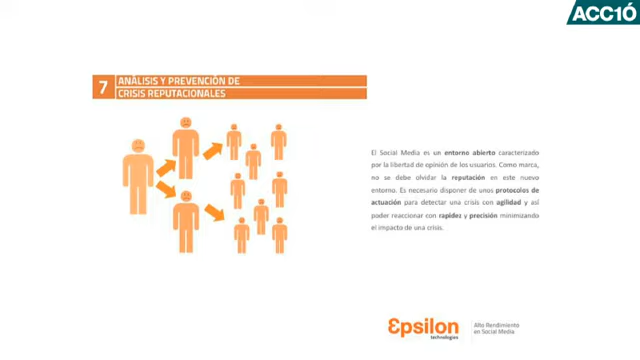 ACC1Ó
7
ANÁLISIS Y PREVENCIÓN DE
CRISIS REPUTACIONALES
El Social Media es un entorno abierto caracterizado
por la libertad de opinión de los usuarios. Como marca,
no se debe olvidar la reputación en este nuevo
entorno. Es necesario disponer de unos protocolos de
actuación para detectar una crisis con agilidad y así
poder reaccionar con rapidez y precisión minimizando
el impacto de una crisis.
εpsilon
technologies
Alto Rendimiento
en Social Media